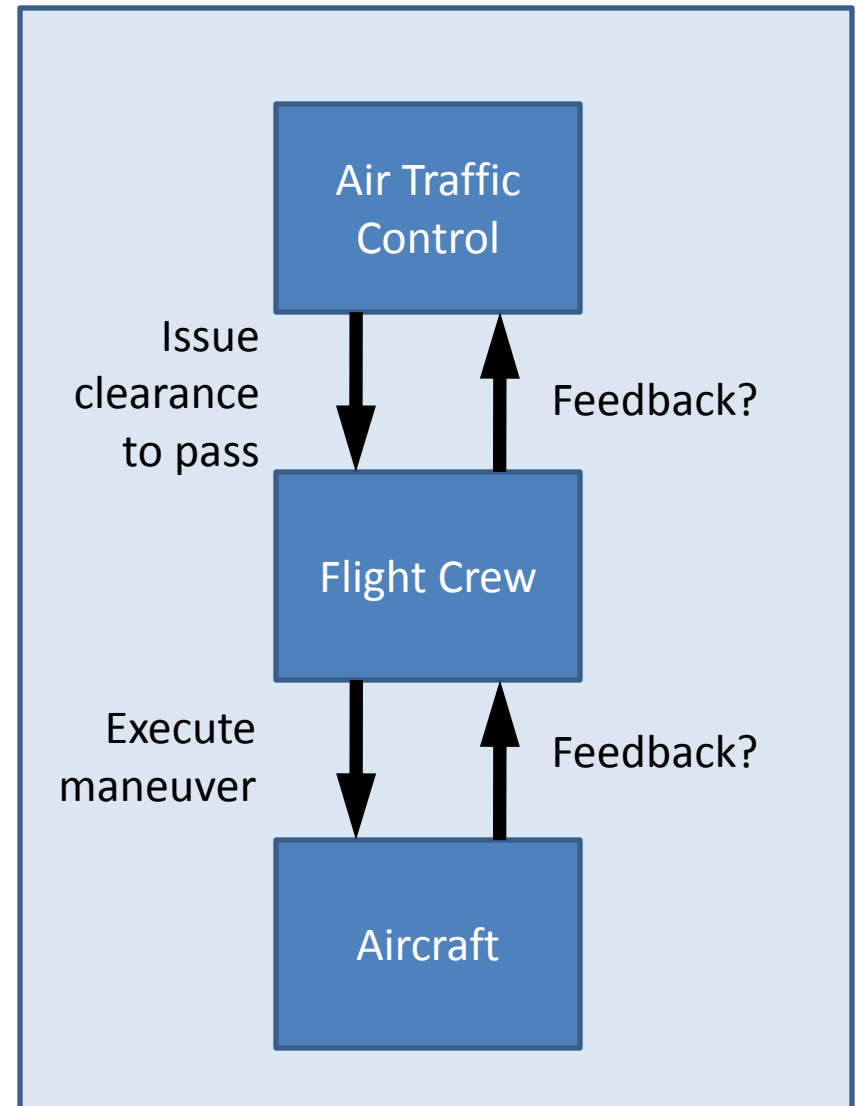 Air Traffic
Control
Issue
clearance
to pass
Feedback?
Flight Crew
Execute
maneuver
Feedback?
Aircraft